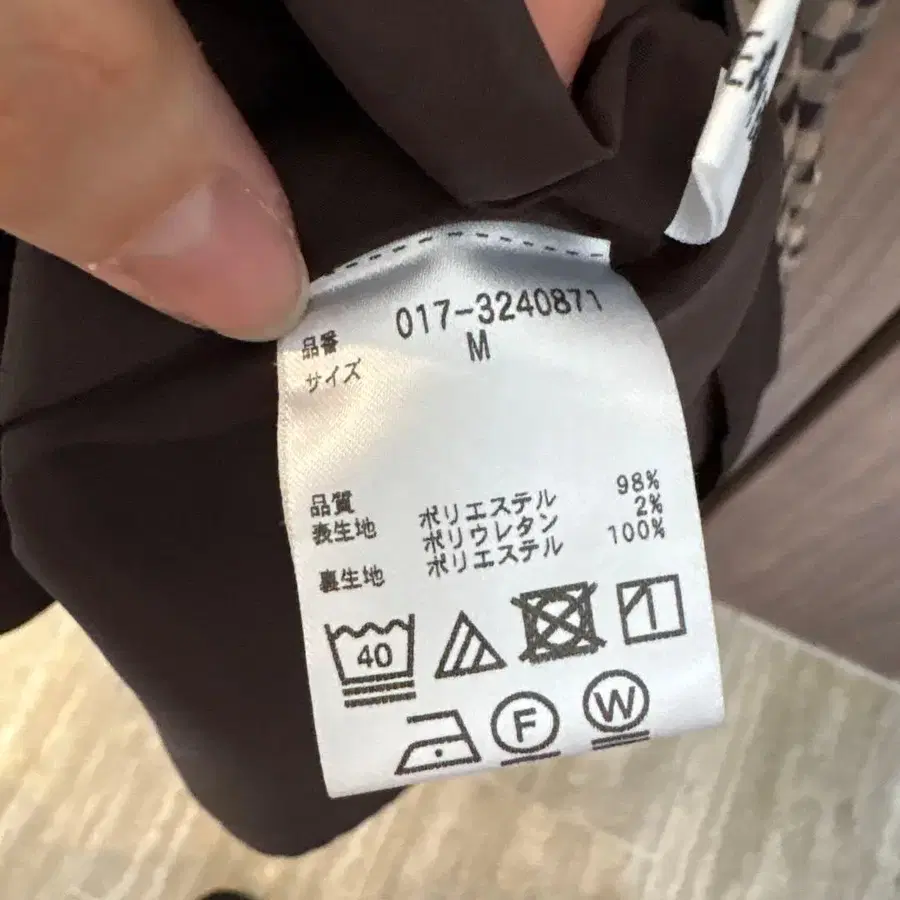 品番 017-3240871
サイズ M
品質 98%
表生地 ポリエステル 2%
ポリウレタン 100%
裏生地 ポリエステル
40
F W